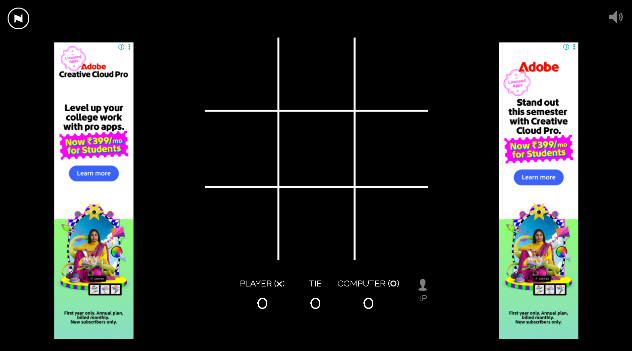 Adobe
Creative Cloud Pro
Level up your
college work
with pro apps.
Now ₹399/mo
for Students
Learn more
First year only. Annual plan,
billed monthly.
New subscribers only.
PLAYER (X)
TIE
COMPUTER (O)
0
0
0
1P
Adobe
Stand out
this semester
with Creative
Cloud Pro.
Now ₹399/mo
for Students
Learn more
First year only. Annual plan,
billed monthly.
New subscribers only.